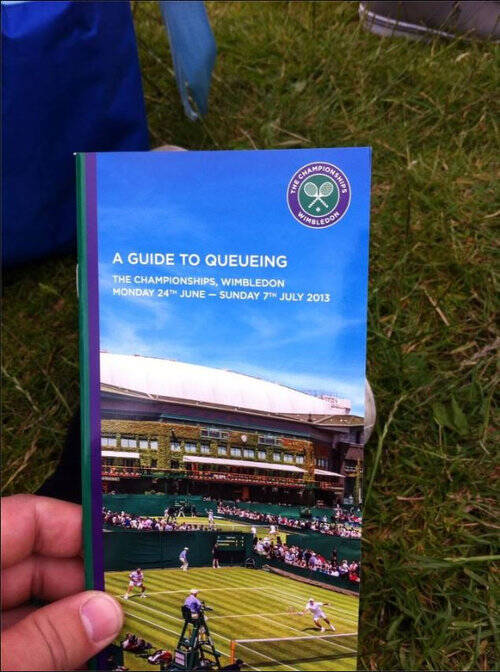 THE CHAMPIONSHIPS
WIMBLEDON
A GUIDE TO QUEUEING
THE CHAMPIONSHIPS, WIMBLEDON
MONDAY 24TH JUNE — SUNDAY 7TH JULY 2013